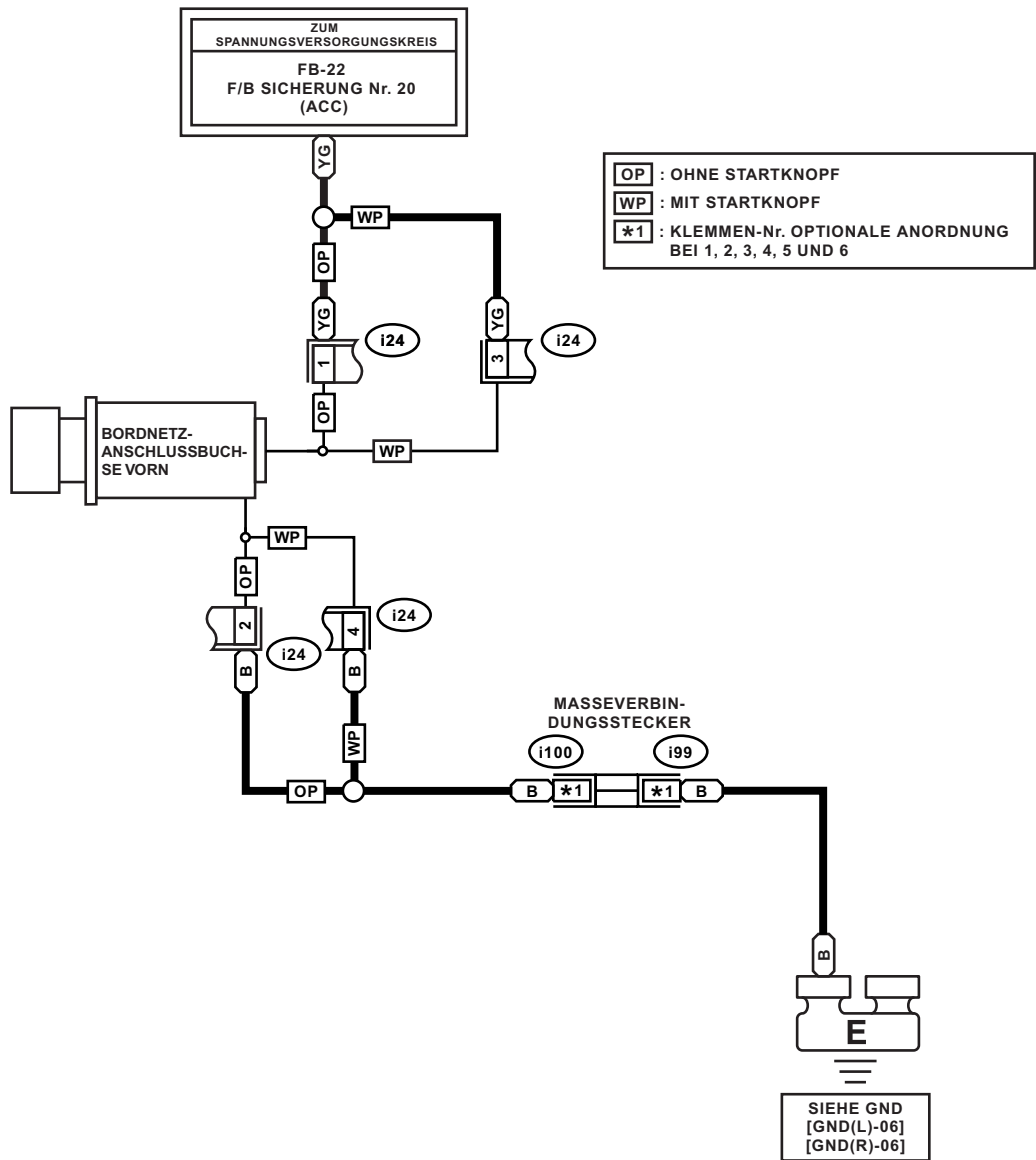 ZUM
SPANNUNGSVERSORGUNGSKREIS
FB-22
F/B SICHERUNG Nr. 20
(ACC)
YG
OP : OHNE STARTKNOPF
WP : MIT STARTKNOPF
*1 : KLEMMEN-Nr. OPTIONALE ANORDNUNG
BEI 1, 2, 3, 4, 5 UND 6
WP
OP
YG
YG
i24
i24
1
3
OP
BORDNETZ-
ANSCHLUSSBUCH-
SE VORN
WP
WP
OP
2
4
i24
i24
B
B
WP
OP
MASSEVERBIN-
DUNGSSTECKER
i100
i99
B *1 *1 B
B
E
SIEHE GND
[GND(L)-06]
[GND(R)-06]